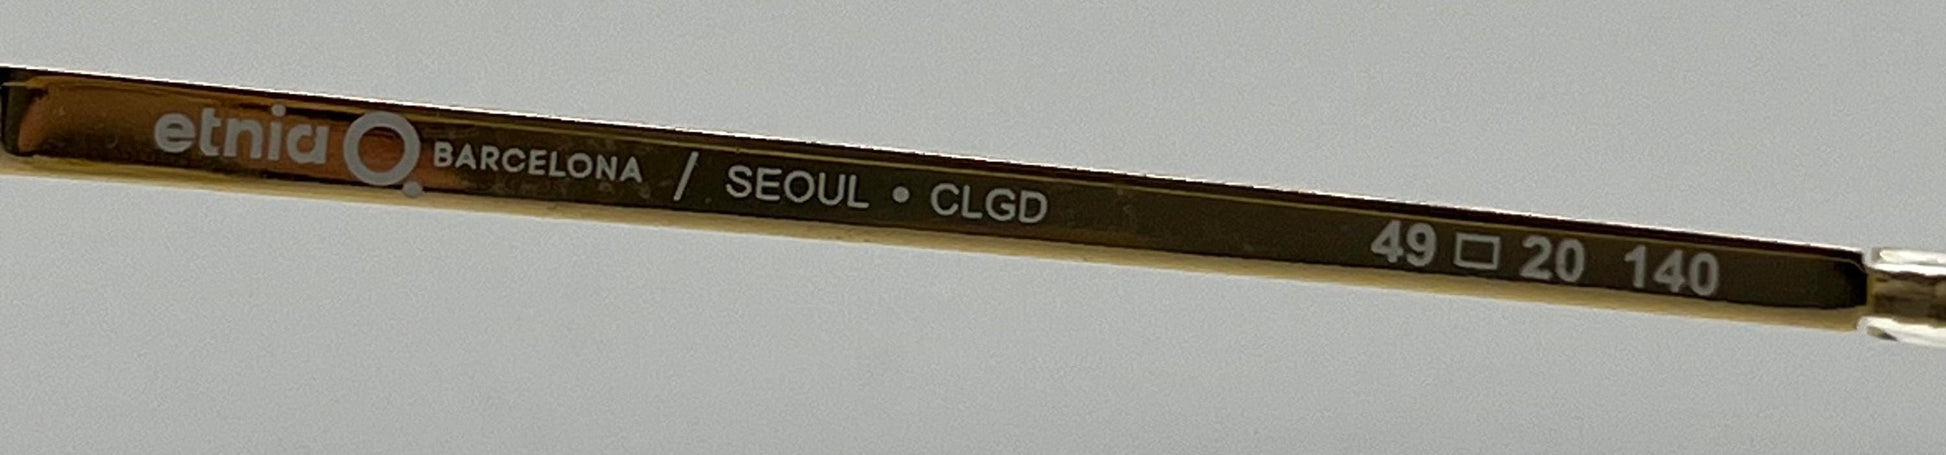 etnia BARCELONA / SEOUL • CLGD 49 □ 20 140